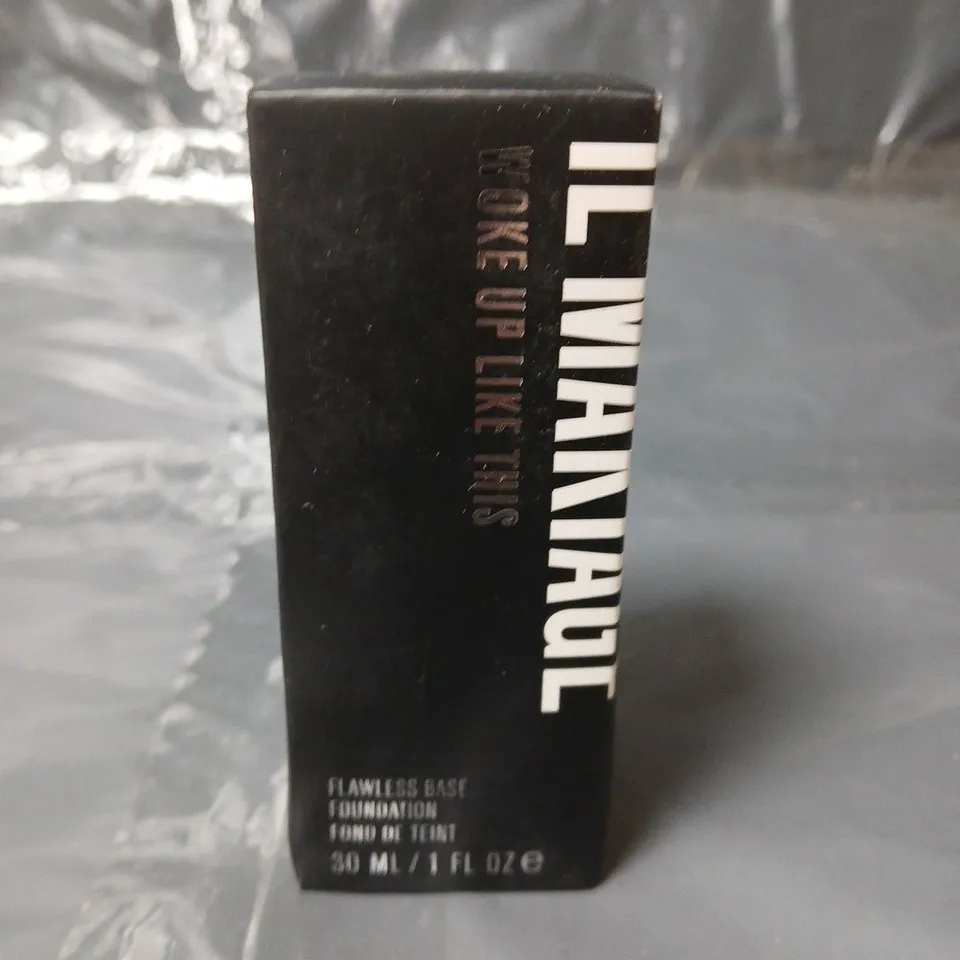 IL MAKIAGE
WOKE UP LIKE THIS
FLAWLESS BASE
FOUNDATION
FOND DE TEINT
30 ML / 1 FL OZ e